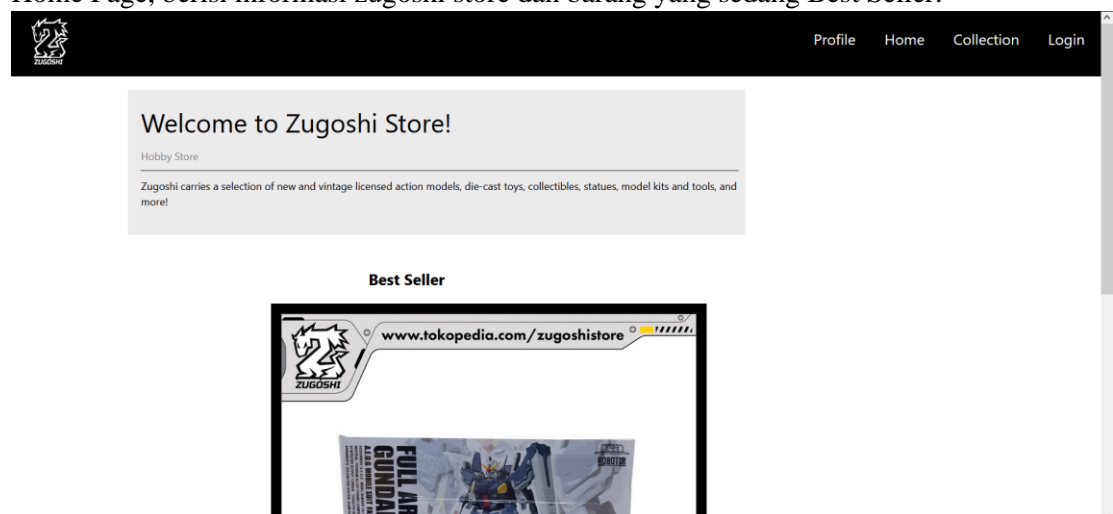 Home Page, berisi informasi zugoshi store dan barang yang sedang Best Seller.
ZUGOSHI
Profile Home Collection Login
Welcome to Zugoshi Store!
Hobby Store
Zugoshi carries a selection of new and vintage licensed action models, die-cast toys, collectibles, statues, model kits and tools, and
more!
Best Seller
www.tokopedia.com/zugoshistore
ZUGOSHI
FULL AR
GUNDA